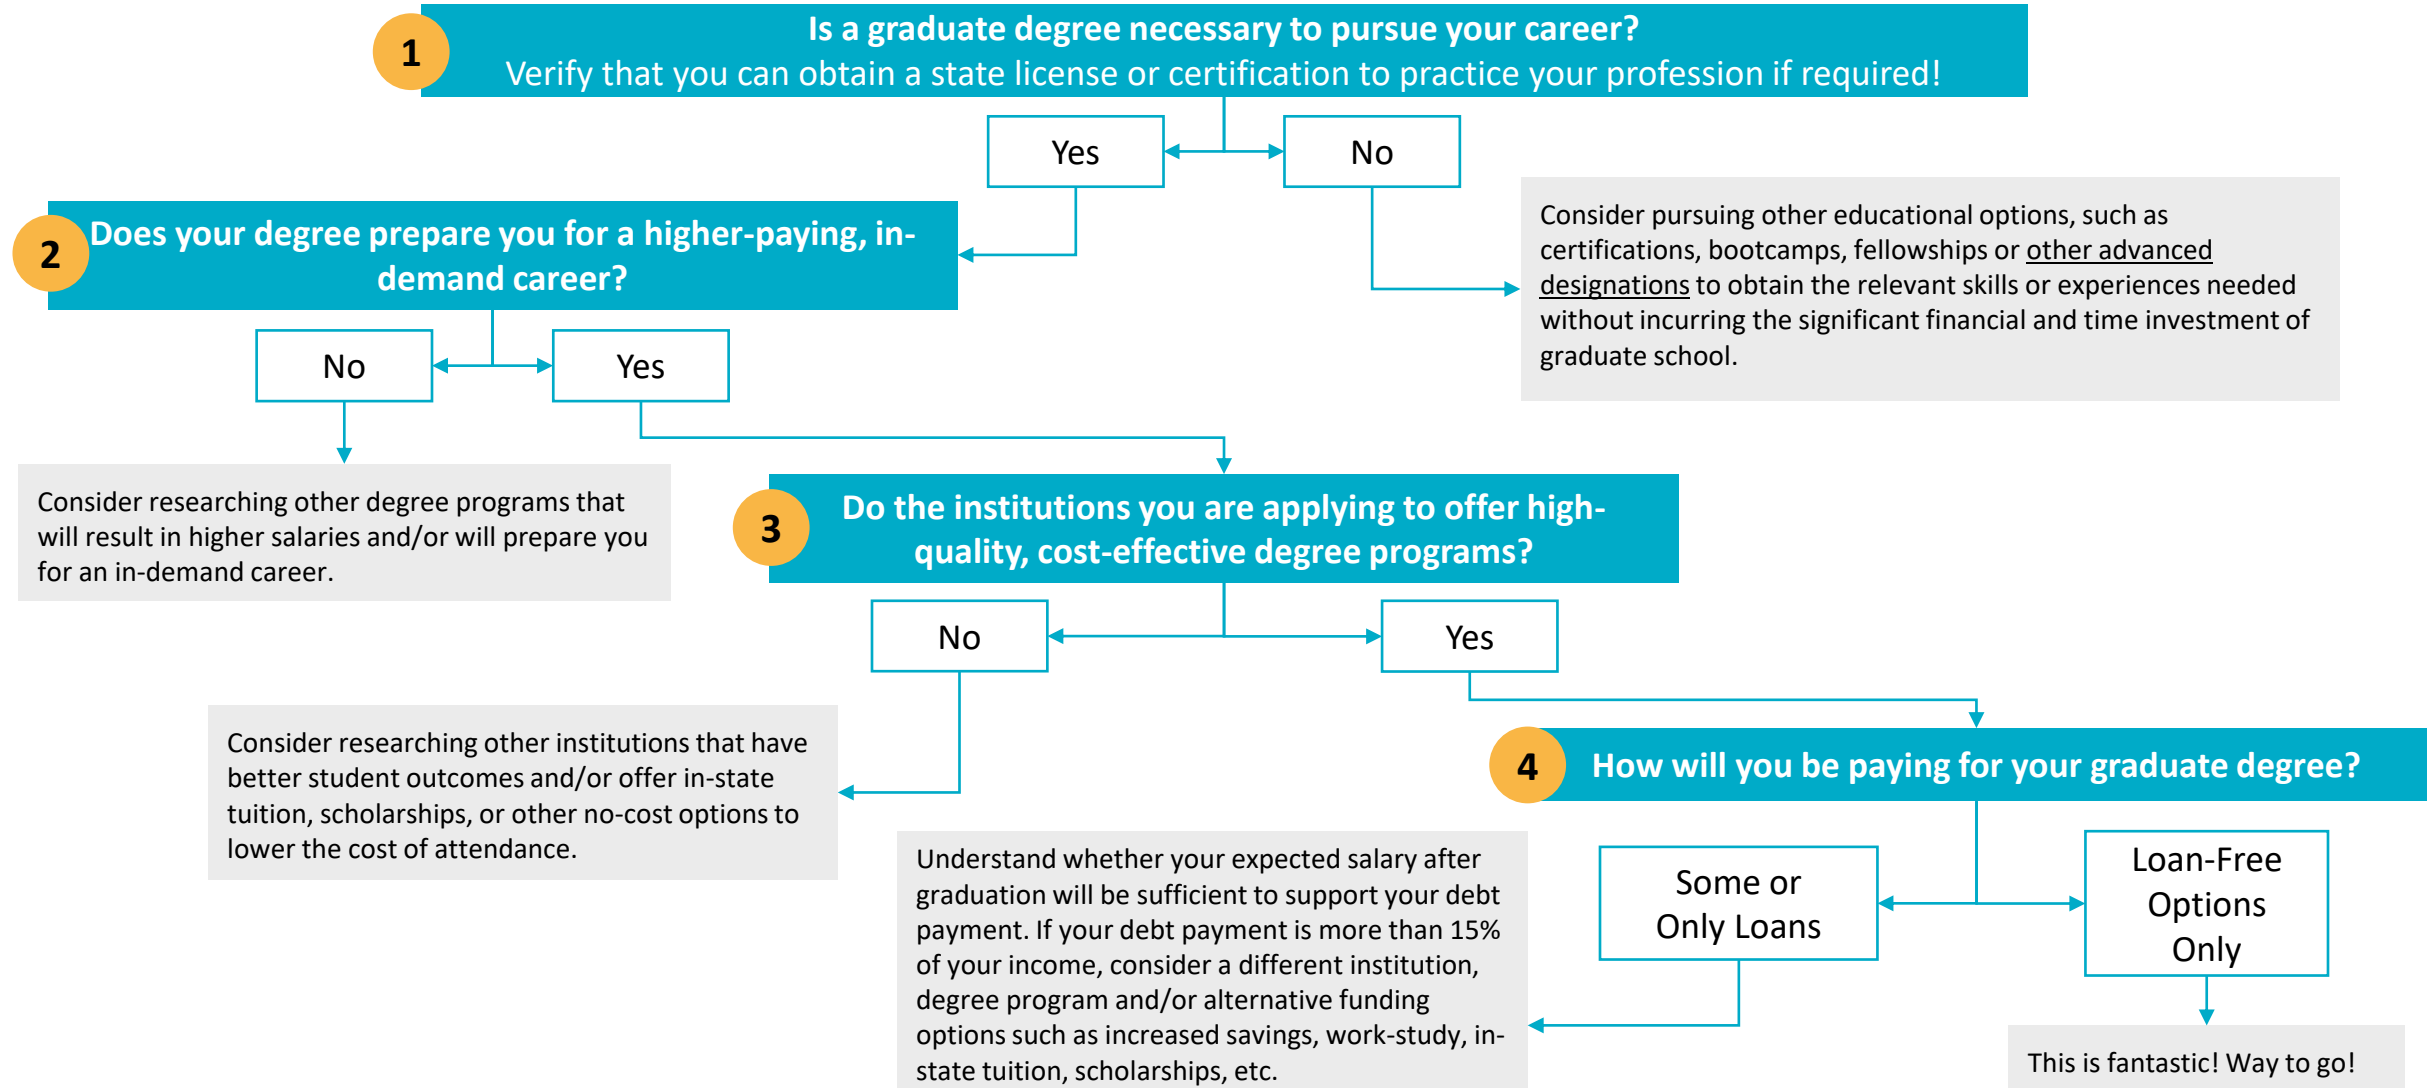 1
Is a graduate degree necessary to pursue your career?
Verify that you can obtain a state license or certification to practice your profession if required!
Yes
No
2
Does your degree prepare you for a higher-paying, in-
demand career?
Consider pursuing other educational options, such as
certifications, bootcamps, fellowships or other advanced
designations to obtain the relevant skills or experiences needed
without incurring the significant financial and time investment of
graduate school.
No
Yes
Consider researching other degree programs that
will result in higher salaries and/or will prepare you
for an in-demand career.
3
Do the institutions you are applying to offer high-
quality, cost-effective degree programs?
No
Yes
Consider researching other institutions that have
better student outcomes and/or offer in-state
tuition, scholarships, or other no-cost options to
lower the cost of attendance.
4
How will you be paying for your graduate degree?
Some or
Only Loans
Loan-Free
Options
Only
Understand whether your expected salary after
graduation will be sufficient to support your debt
payment. If your debt payment is more than 15%
of your income, consider a different institution,
degree program and/or alternative funding
options such as increased savings, work-study, in-
state tuition, scholarships, etc.
This is fantastic! Way to go!